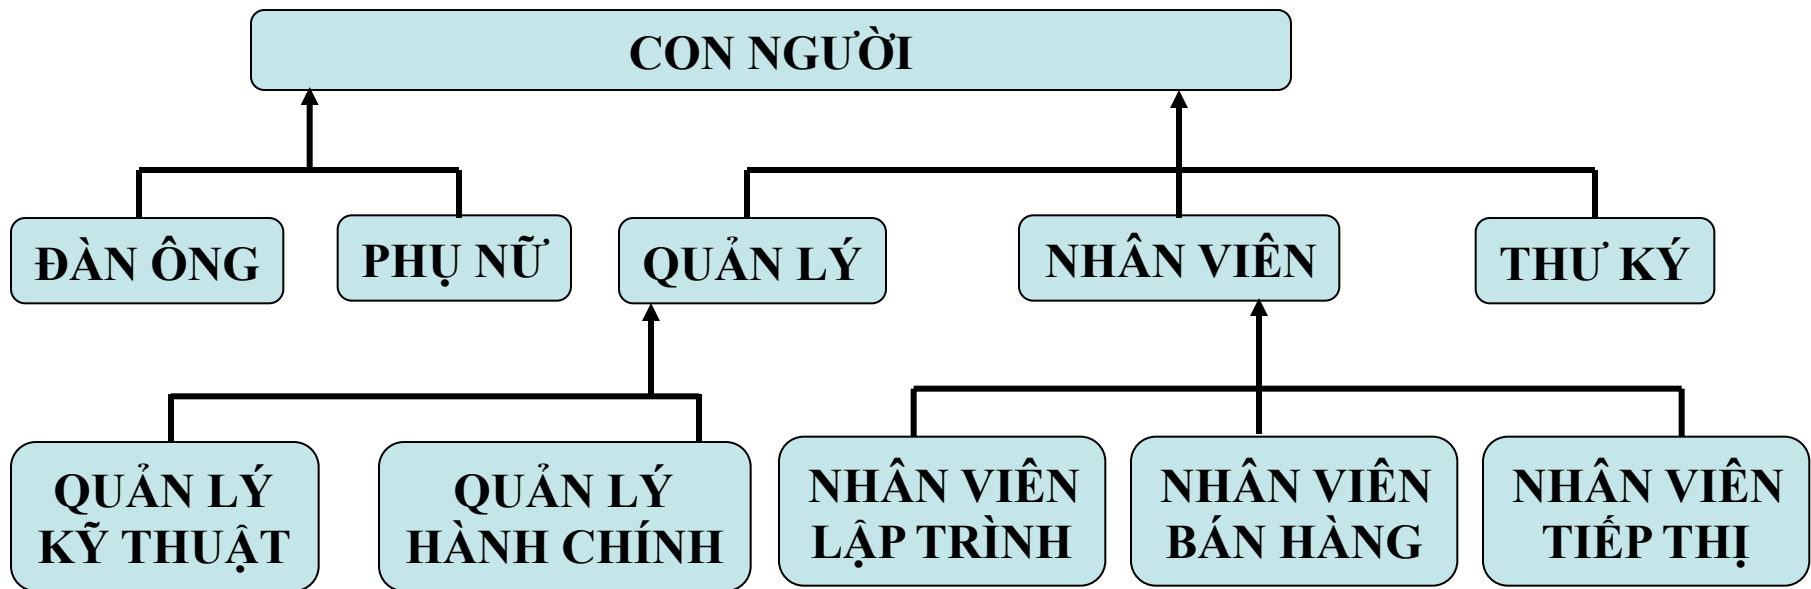 CON NGƯỜI
ĐÀN ÔNG
PHỤ NỮ
QUẢN LÝ
NHÂN VIÊN
THƯ KÝ
QUẢN LÝ
KỸ THUẬT
QUẢN LÝ
HÀNH CHÍNH
NHÂN VIÊN
LẬP TRÌNH
NHÂN VIÊN
BÁN HÀNG
NHÂN VIÊN
TIẾP THỊ